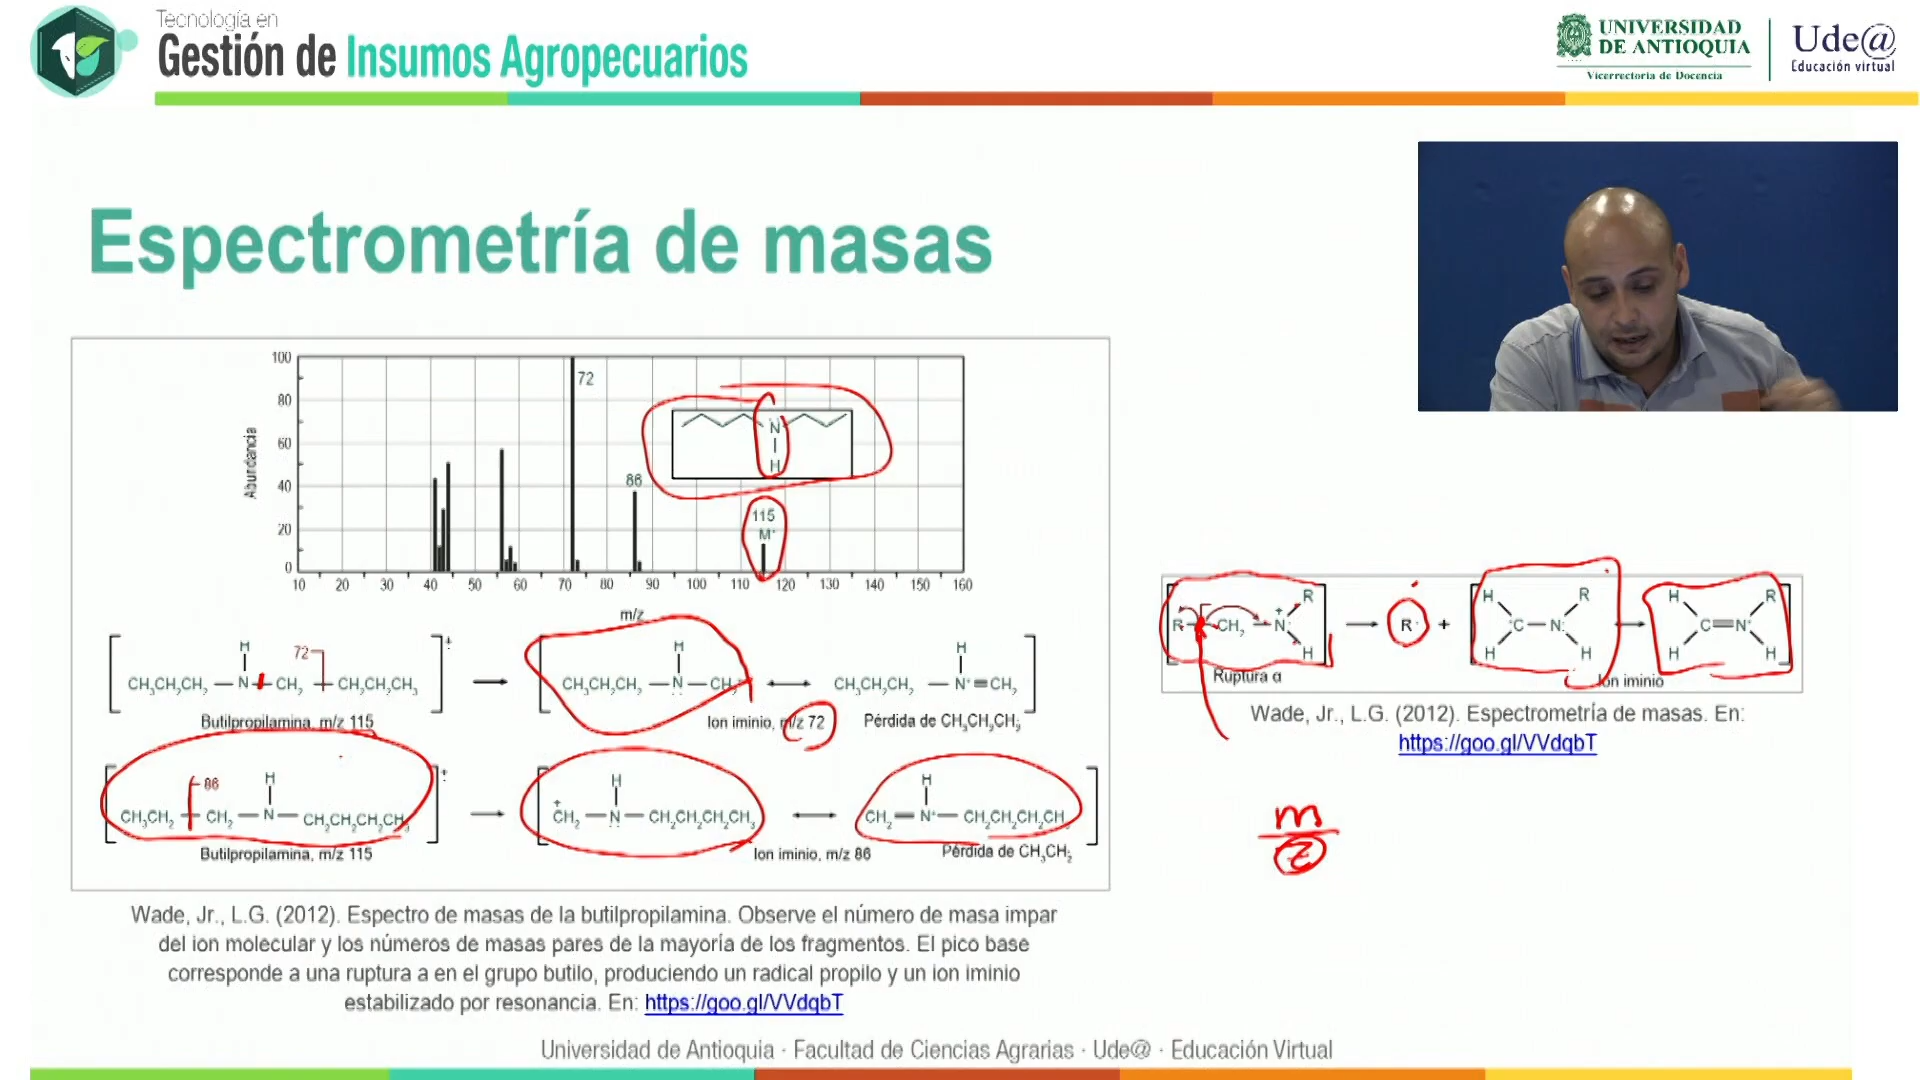 Tecnología en
Gestión de Insumos Agropecuarios
UNIVERSIDAD
DE ANTIOQUIA
Vicerrectoría de Docencia
Ude@
Educación virtual
Espectrometría de masas
100
80
60
40
20
0
Abundancia
72
86
115
M⁺
N
H
10 20 30 40 50 60 70 80 90 100 110 120 130 140 150 160
m/z
H
72
CH₃CH₂CH₂ — N — CH₂ — CH₂CH₂CH₃
Butilpropilamina, m/z 115
H
CH₃CH₂CH₂ — N — CH₂
Ion iminio, m/z 72
H
CH₃CH₂CH₂ — N⁺ = CH₂
Pérdida de CH₃CH₂CH₂
86
H
CH₃CH₂ — CH₂ — N — CH₂CH₂CH₂CH₃
Butilpropilamina, m/z 115
H
CH₂ — N — CH₂CH₂CH₂CH₃
Ion iminio, m/z 86
H
CH₂ = N⁺ — CH₂CH₂CH₂CH₃
Pérdida de CH₃CH₂
Wade, Jr., L.G. (2012). Espectro de masas de la butilpropilamina. Observe el número de masa impar
del ion molecular y los números de masas pares de la mayoría de los fragmentos. El pico base
corresponde a una ruptura a en el grupo butilo, produciendo un radical propilo y un ion iminio
estabilizado por resonancia. En: https://goo.gl/VVdqbT
R H H R H R
R — CH₂ — N R· + C — N C = N⁺
H H H H H
Ruptura α
Ion iminio
Wade, Jr., L.G. (2012). Espectrometría de masas. En:
https://goo.gl/VVdqbT
m
z
Universidad de Antioquia · Facultad de Ciencias Agrarias · Ude@ · Educación Virtual